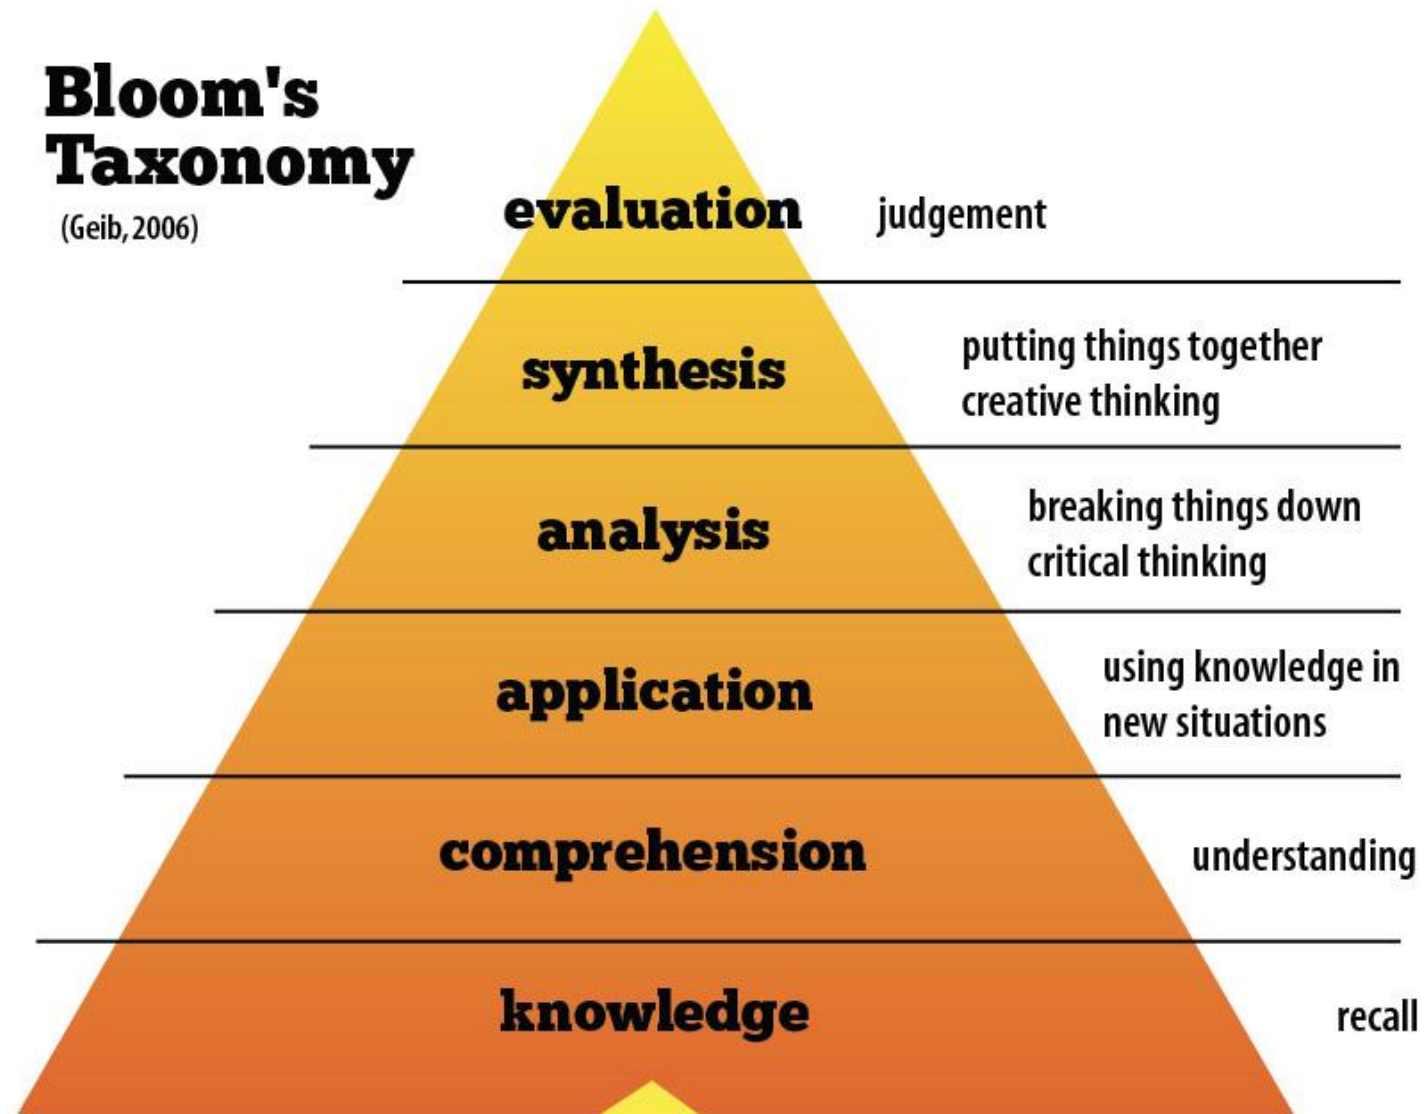 Bloom's
Taxonomy
(Geib, 2006)
evaluation
judgement
synthesis
putting things together
creative thinking
analysis
breaking things down
critical thinking
application
using knowledge in
new situations
comprehension
understanding
knowledge
recall